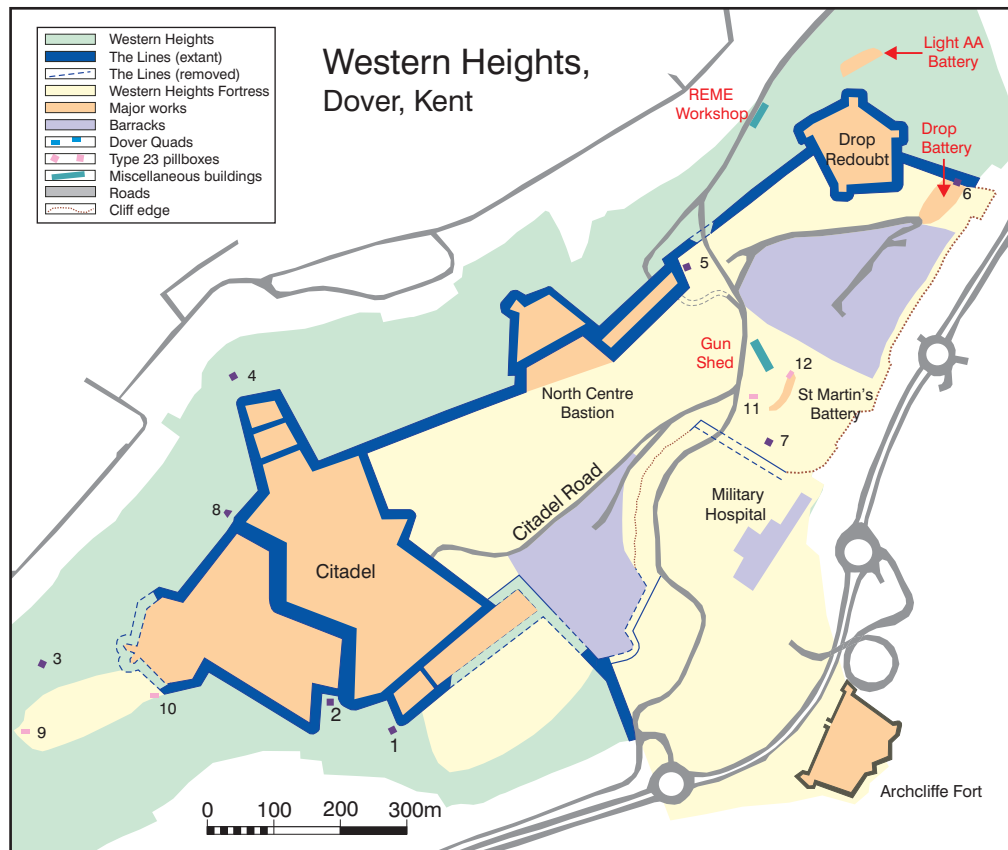 Western Heights
The Lines (extant)
The Lines (removed)
Western Heights Fortress
Major works
Barracks
Dover Quads
Type 23 pillboxes
Miscellaneous buildings
Roads
Cliff edge
Western Heights,
Dover, Kent
Light AA
Battery
REME
Workshop
Drop
Redoubt
Drop
Battery
6
5
Gun
Shed
12
4
North Centre
Bastion
11
St Martin's
Battery
7
Citadel Road
Military
Hospital
8
Citadel
3
10
2
9
1
Archcliffe Fort
0 100 200 300m